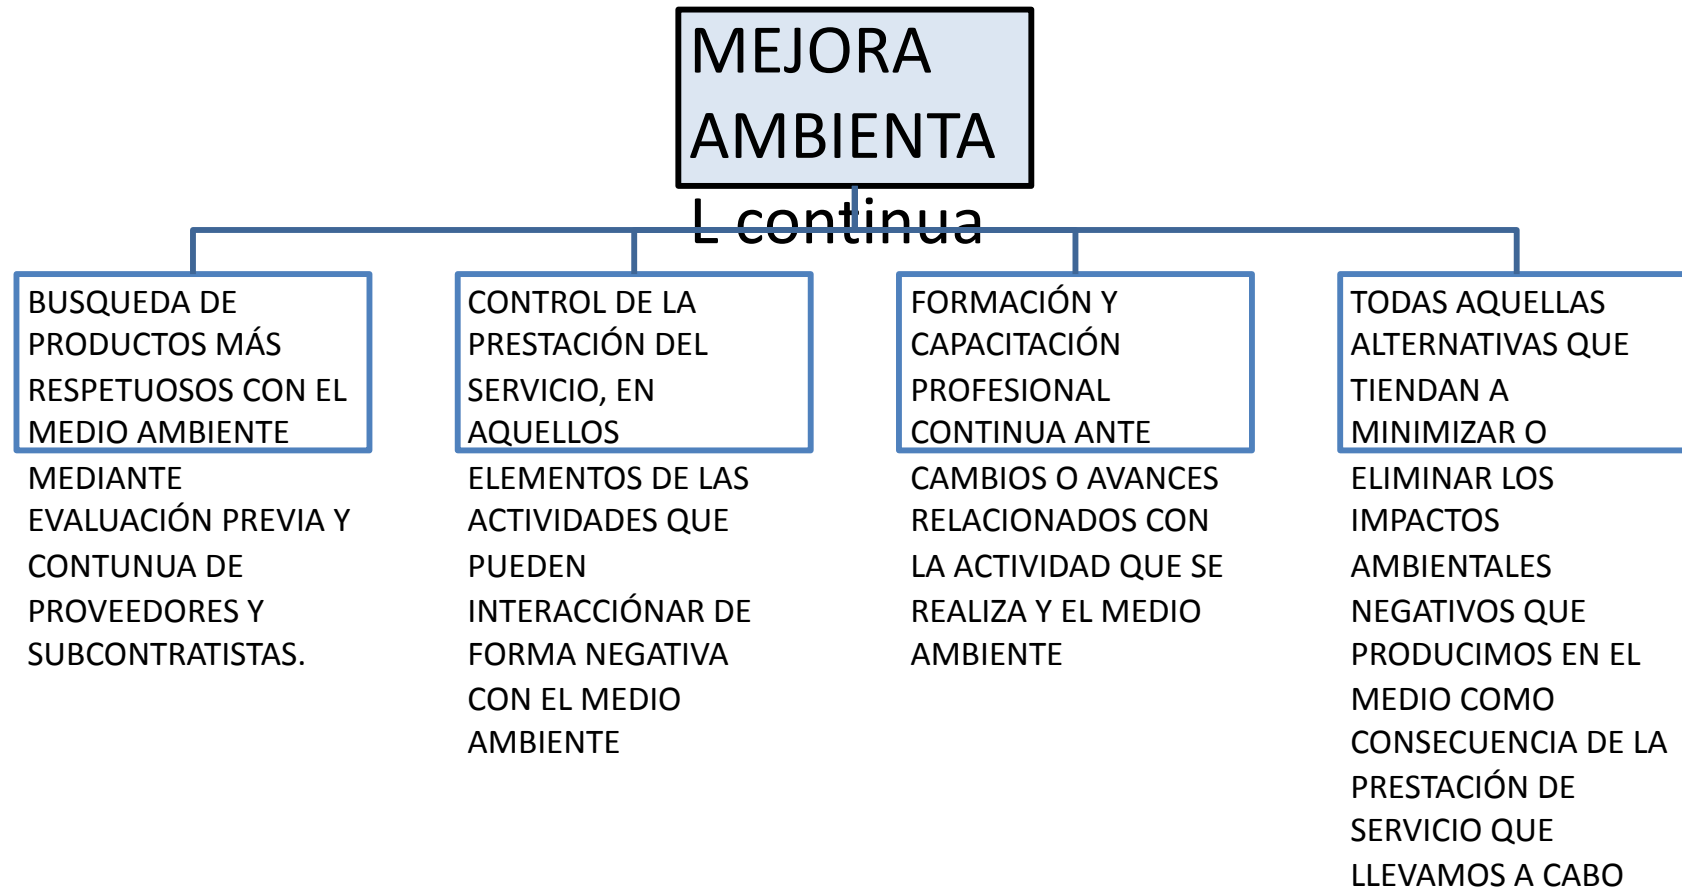 MEJORA
AMBIENTA
L continua
BUSQUEDA DE
PRODUCTOS MÁS
RESPETUOSOS CON EL
MEDIO AMBIENTE
MEDIANTE
EVALUACIÓN PREVIA Y
CONTUNUA DE
PROVEEDORES Y
SUBCONTRATISTAS.
CONTROL DE LA
PRESTACIÓN DEL
SERVICIO, EN
AQUELLOS
ELEMENTOS DE LAS
ACTIVIDADES QUE
PUEDEN
INTERACCIÓNAR DE
FORMA NEGATIVA
CON EL MEDIO
AMBIENTE
FORMACIÓN Y
CAPACITACIÓN
PROFESIONAL
CONTINUA ANTE
CAMBIOS O AVANCES
RELACIONADOS CON
LA ACTIVIDAD QUE SE
REALIZA Y EL MEDIO
AMBIENTE
TODAS AQUELLAS
ALTERNATIVAS QUE
TIENDAN A
MINIMIZAR O
ELIMINAR LOS
IMPACTOS
AMBIENTALES
NEGATIVOS QUE
PRODUCIMOS EN EL
MEDIO COMO
CONSECUENCIA DE LA
PRESTACIÓN DE
SERVICIO QUE
LLEVAMOS A CABO